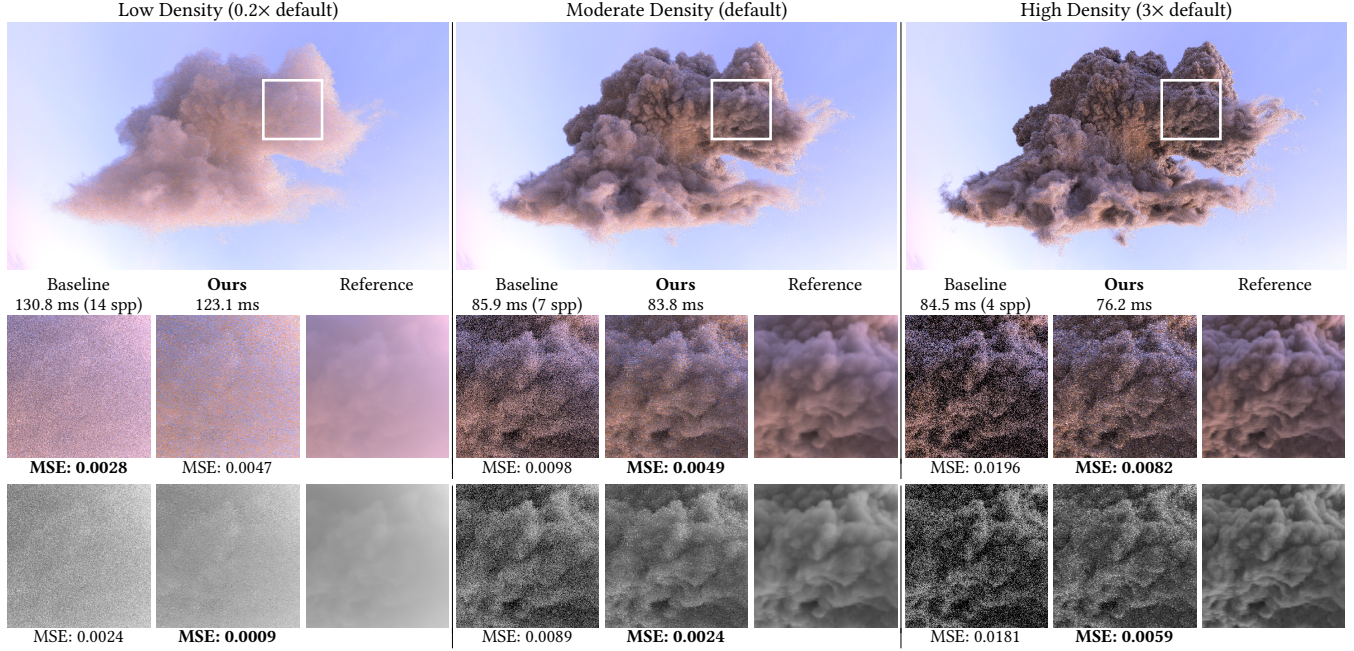 Low Density (0.2× default)
Moderate Density (default)
High Density (3× default)
Baseline
130.8 ms (14 spp)
Ours
123.1 ms
Reference
Baseline
85.9 ms (7 spp)
Ours
83.8 ms
Reference
Baseline
84.5 ms (4 spp)
Ours
76.2 ms
Reference
MSE: 0.0028
MSE: 0.0047
MSE: 0.0098
MSE: 0.0049
MSE: 0.0196
MSE: 0.0082
MSE: 0.0024
MSE: 0.0009
MSE: 0.0089
MSE: 0.0024
MSE: 0.0181
MSE: 0.0059